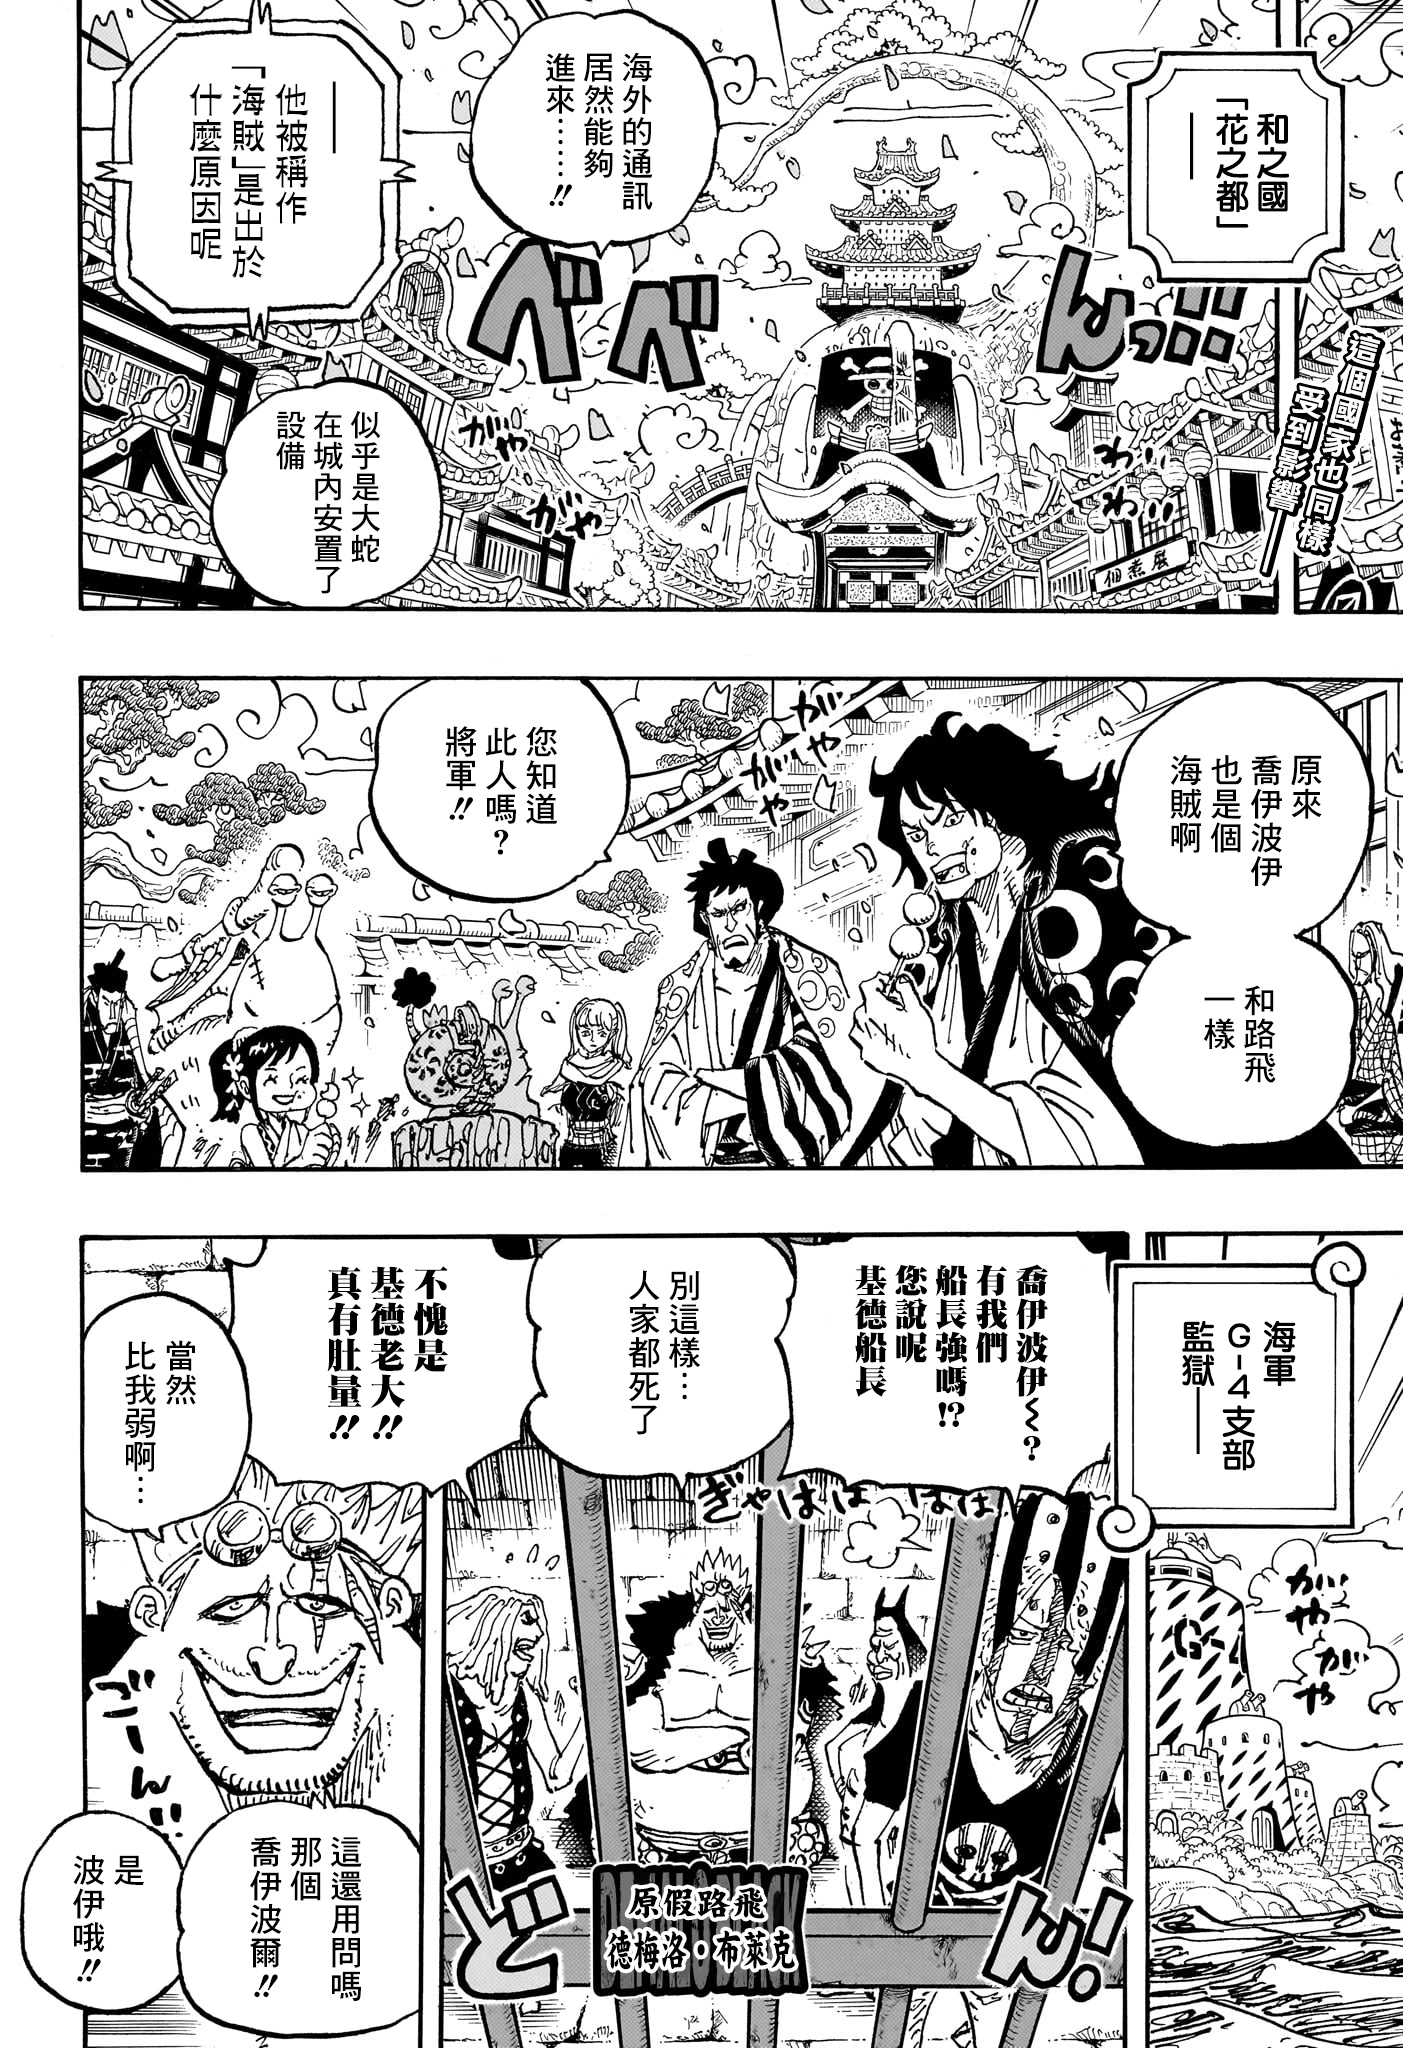 和之國
「花之都」
——
這個國家也同樣
受到影響——
海外的通訊
居然能夠
進來……!!
——
他被稱作
「海賊」是出於
什麼原因呢
べべんっ!!
似乎是大蛇
在城內安置了
設備
がやがや
わいわい
佃煮屋
原來
喬伊波伊
也是個
海賊啊
和路飛
一樣
がやがや
您知道
此人嗎?
將軍!!
海軍
G-4支部
監獄——
がやがや
G-
喬伊波伊~?
有我們
船長強嗎!?
您說呢
基德船長
別這樣…
人家都死了
ぎゃははははは
不愧是
基德老大!!
真有肚量!!
當然
比我弱啊…
どん!
DEMALO BLACK
原假路飛
德梅洛·布萊克
ごーん
這還用問嗎
那個
喬伊波爾!!
是
波伊哦!!